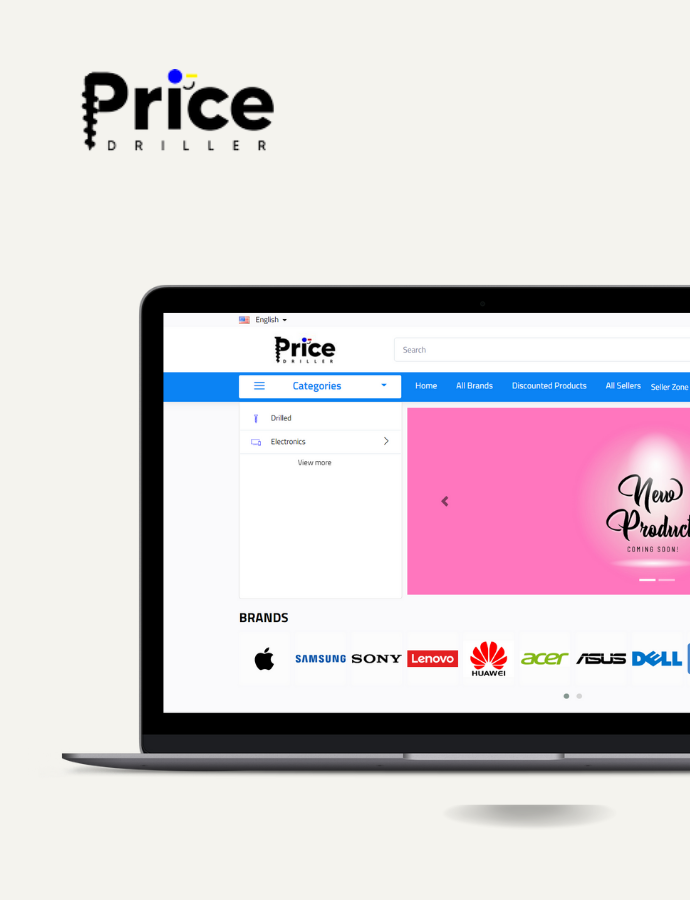 Price
DRILLER
English
Price
DRILLER
Search
Categories
Home
All Brands
Discounted Products
All Sellers
Seller Zone
Drilled
Electronics
View more
New
Product
COMING SOON!
BRANDS
SAMSUNG
SONY
Lenovo
HUAWEI
acer
ASUS
DELL